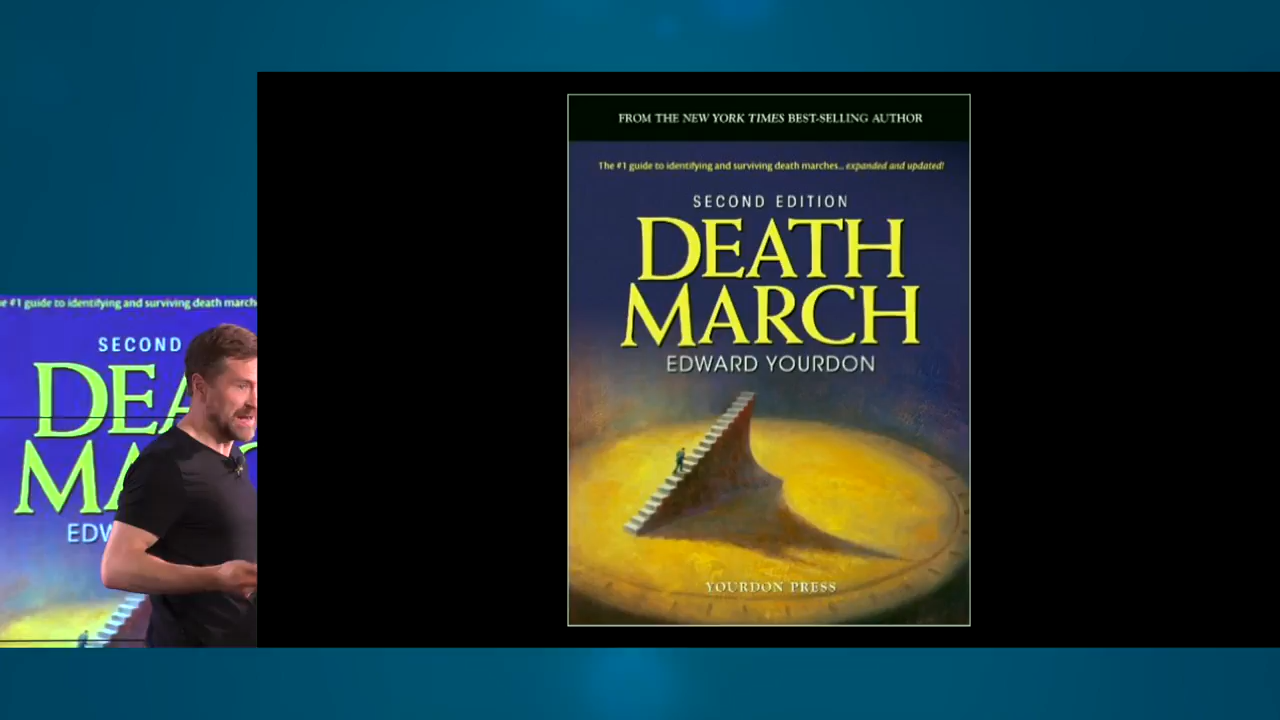 FROM THE NEW YORK TIMES BEST-SELLING AUTHOR
The #1 guide to identifying and surviving death marches... expanded and updated!
SECOND EDITION
DEATH
MARCH
EDWARD YOURDON
YOURDON PRESS
#1 guide to identifying and surviving death march
SECOND
DEA
MA
EDW